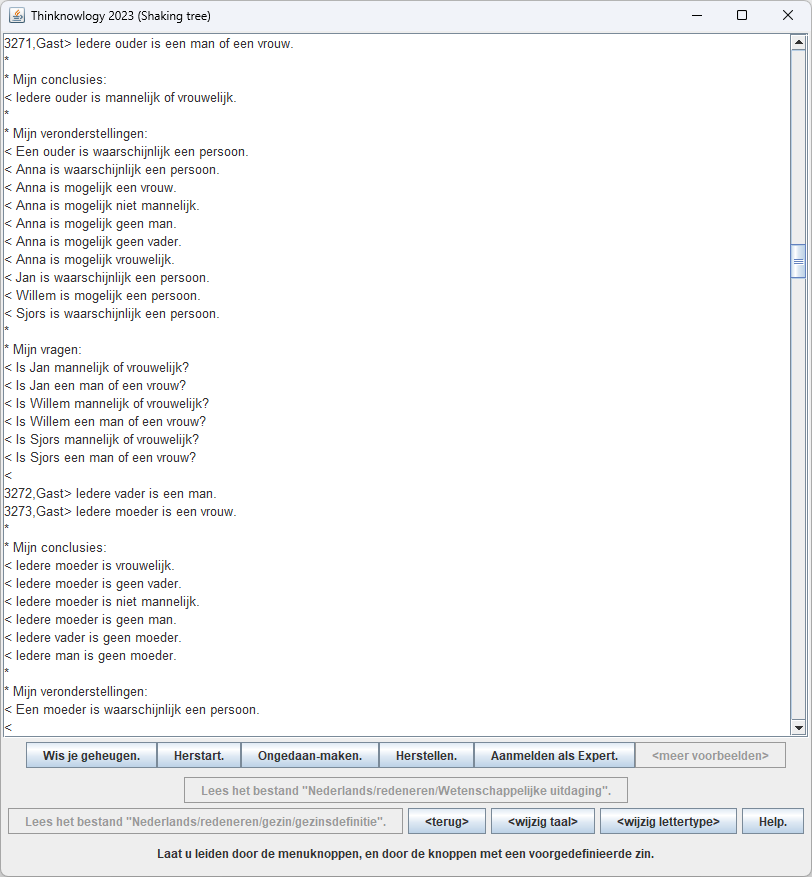 Thinknowlogy 2023 (Shaking tree)
3271,Gast> Iedere ouder is een man of een vrouw.
*
* Mijn conclusies:
< Iedere ouder is mannelijk of vrouwelijk.
*
* Mijn veronderstellingen:
< Een ouder is waarschijnlijk een persoon.
< Anna is waarschijnlijk een persoon.
< Anna is mogelijk een vrouw.
< Anna is mogelijk niet mannelijk.
< Anna is mogelijk geen man.
< Anna is mogelijk geen vader.
< Anna is mogelijk vrouwelijk.
< Jan is waarschijnlijk een persoon.
< Willem is mogelijk een persoon.
< Sjors is waarschijnlijk een persoon.
*
* Mijn vragen:
< Is Jan mannelijk of vrouwelijk?
< Is Jan een man of een vrouw?
< Is Willem mannelijk of vrouwelijk?
< Is Willem een man of een vrouw?
< Is Sjors mannelijk of vrouwelijk?
< Is Sjors een man of een vrouw?
<
3272,Gast> Iedere vader is een man.
3273,Gast> Iedere moeder is een vrouw.
*
* Mijn conclusies:
< Iedere moeder is vrouwelijk.
< Iedere moeder is geen vader.
< Iedere moeder is niet mannelijk.
< Iedere moeder is geen man.
< Iedere vader is geen moeder.
< Iedere man is geen moeder.
*
* Mijn veronderstellingen:
< Een moeder is waarschijnlijk een persoon.
<
Wis je geheugen. Herstart. Ongedaan-maken. Herstellen. Aanmelden als Expert. <meer voorbeelden>
Lees het bestand "Nederlands/redeneren/Wetenschappelijke uitdaging".
Lees het bestand "Nederlands/redeneren/gezin/gezinsdefinitie". <terug> <wijzig taal> <wijzig lettertype> Help.
Laat u leiden door de menuknoppen, en door de knoppen met een voorgedefinieerde zin.